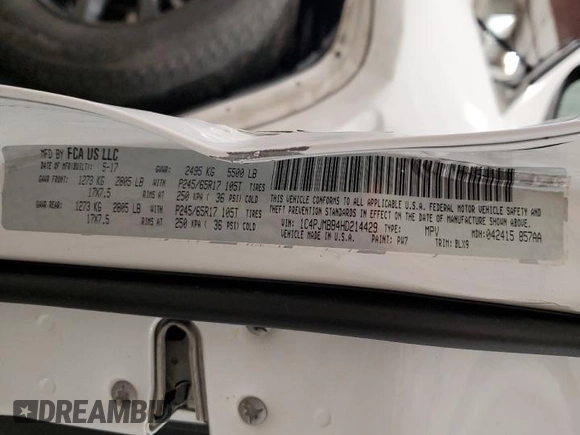 MFD BY FCA US LLC
DATE OF MFR 5-17 GVWR: 2495 KG 5500 LB
GAWR FRONT: 1273 KG 2805 LB WITH P245/65R17 105T TIRES
17X7.5 RIMS AT 250 KPA ( 36 PSI) COLD
GAWR REAR: 1273 KG 2805 LB WITH P245/65R17 105T TIRES
17X7.5 RIMS AT 250 KPA ( 36 PSI) COLD
THIS VEHICLE CONFORMS TO ALL APPLICABLE U.S.A. FEDERAL MOTOR VEHICLE SAFETY AND
THEFT PREVENTION STANDARDS IN EFFECT ON THE DATE OF MANUFACTURE SHOWN ABOVE.
VIN: 1C4PJMBB4HD214429 TYPE: MPV MDH: 042415 857AA
VEHICLE MADE IN U.S.A. PAINT: PW7 TRIM: BLX9
DREAMBI